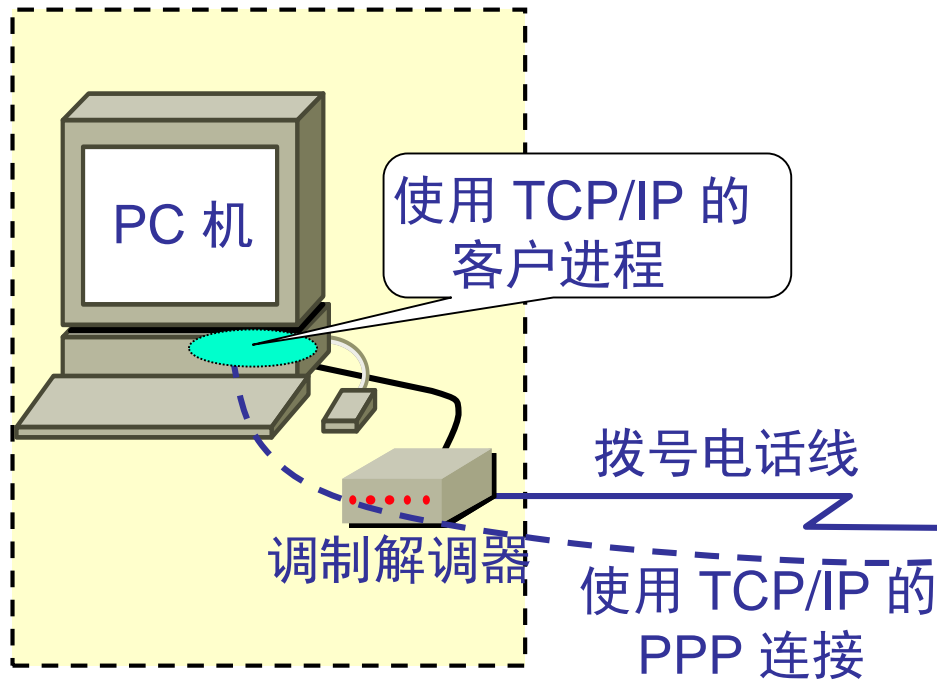 PC 机
使用 TCP/IP 的
客户进程
拨号电话线
调制解调器
使用 TCP/IP 的
PPP 连接